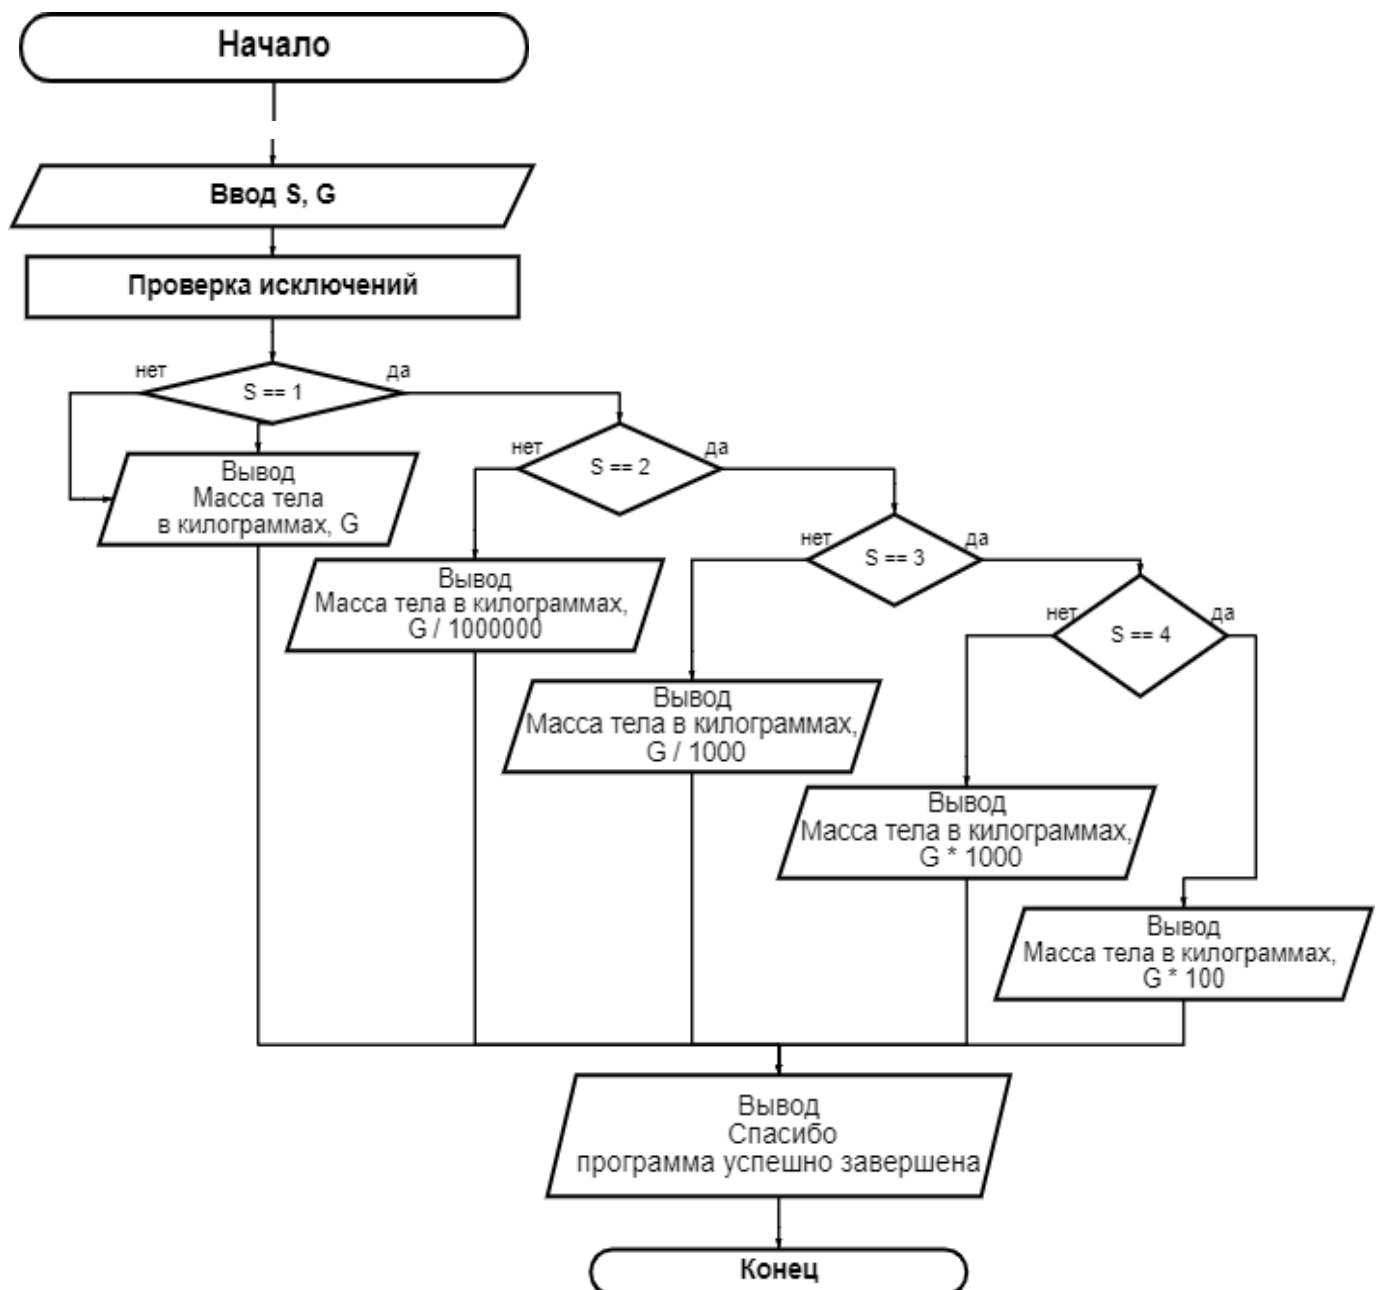 Начало
Ввод S, G
Проверка исключений
нет
да
S == 1
нет
да
S == 2
Вывод
Масса тела
в килограммах, G
нет
да
S == 3
Вывод
Масса тела в килограммах,
G / 1000000
нет
да
S == 4
Вывод
Масса тела в килограммах,
G / 1000
Вывод
Масса тела в килограммах,
G * 1000
Вывод
Масса тела в килограммах,
G * 100
Вывод
Спасибо
программа успешно завершена
Конец